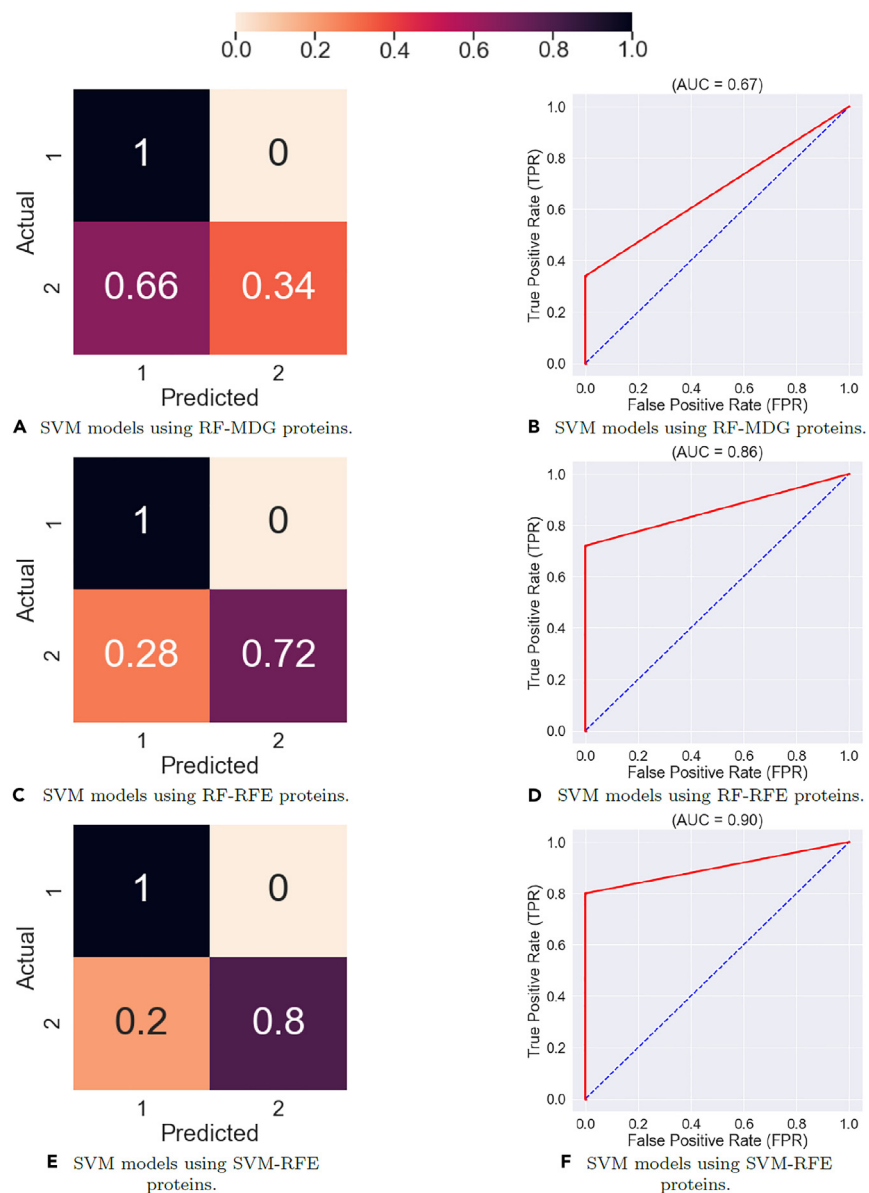 0.0 0.2 0.4 0.6 0.8 1.0
Actual
1
2
1 0
0.66 0.34
1 2
Predicted
A SVM models using RF-MDG proteins.
(AUC = 0.67)
True Positive Rate (TPR)
1.0
0.8
0.6
0.4
0.2
0.0
0.0 0.2 0.4 0.6 0.8 1.0
False Positive Rate (FPR)
B SVM models using RF-MDG proteins.
Actual
1
2
1 0
0.28 0.72
1 2
Predicted
C SVM models using RF-RFE proteins.
(AUC = 0.86)
True Positive Rate (TPR)
1.0
0.8
0.6
0.4
0.2
0.0
0.0 0.2 0.4 0.6 0.8 1.0
False Positive Rate (FPR)
D SVM models using RF-RFE proteins.
Actual
1
2
1 0
0.2 0.8
1 2
Predicted
E SVM models using SVM-RFE
proteins.
(AUC = 0.90)
True Positive Rate (TPR)
1.0
0.8
0.6
0.4
0.2
0.0
0.0 0.2 0.4 0.6 0.8 1.0
False Positive Rate (FPR)
F SVM models using SVM-RFE
proteins.